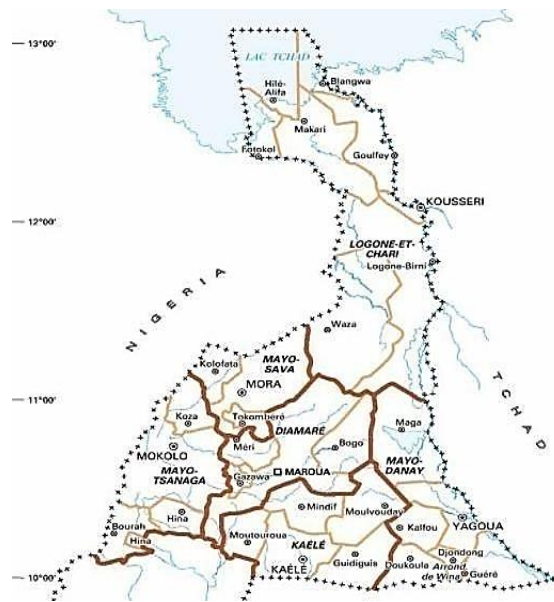 13°00'
LAC TCHAD
Hilé-
Alifa
Blangwa
Makari
Fotokol
Goulfey
12°00'
KOUSSERI
LOGONE-ET-
CHARI
Logone-Birni
NIGERIA
Waza
TCHAD
Kolofata
MAYO-
SAVA
MORA
11°00'
Koza
Tokombéré
DIAMARÉ
Maga
Méri
Bogo
MOKOLO
MAYO-
TSANAGA
Gazawa
MAROUA
MAYO-
DANAY
Hina
Mindif
Moulvouday
YAGOUA
Bourah
Hina
Moutouroua
KAÉLÉ
Kalfou
Guidiguis
Djondong
10°00'
KAÉLÉ
Doukoula
Arrond.
de Wina
Guéré